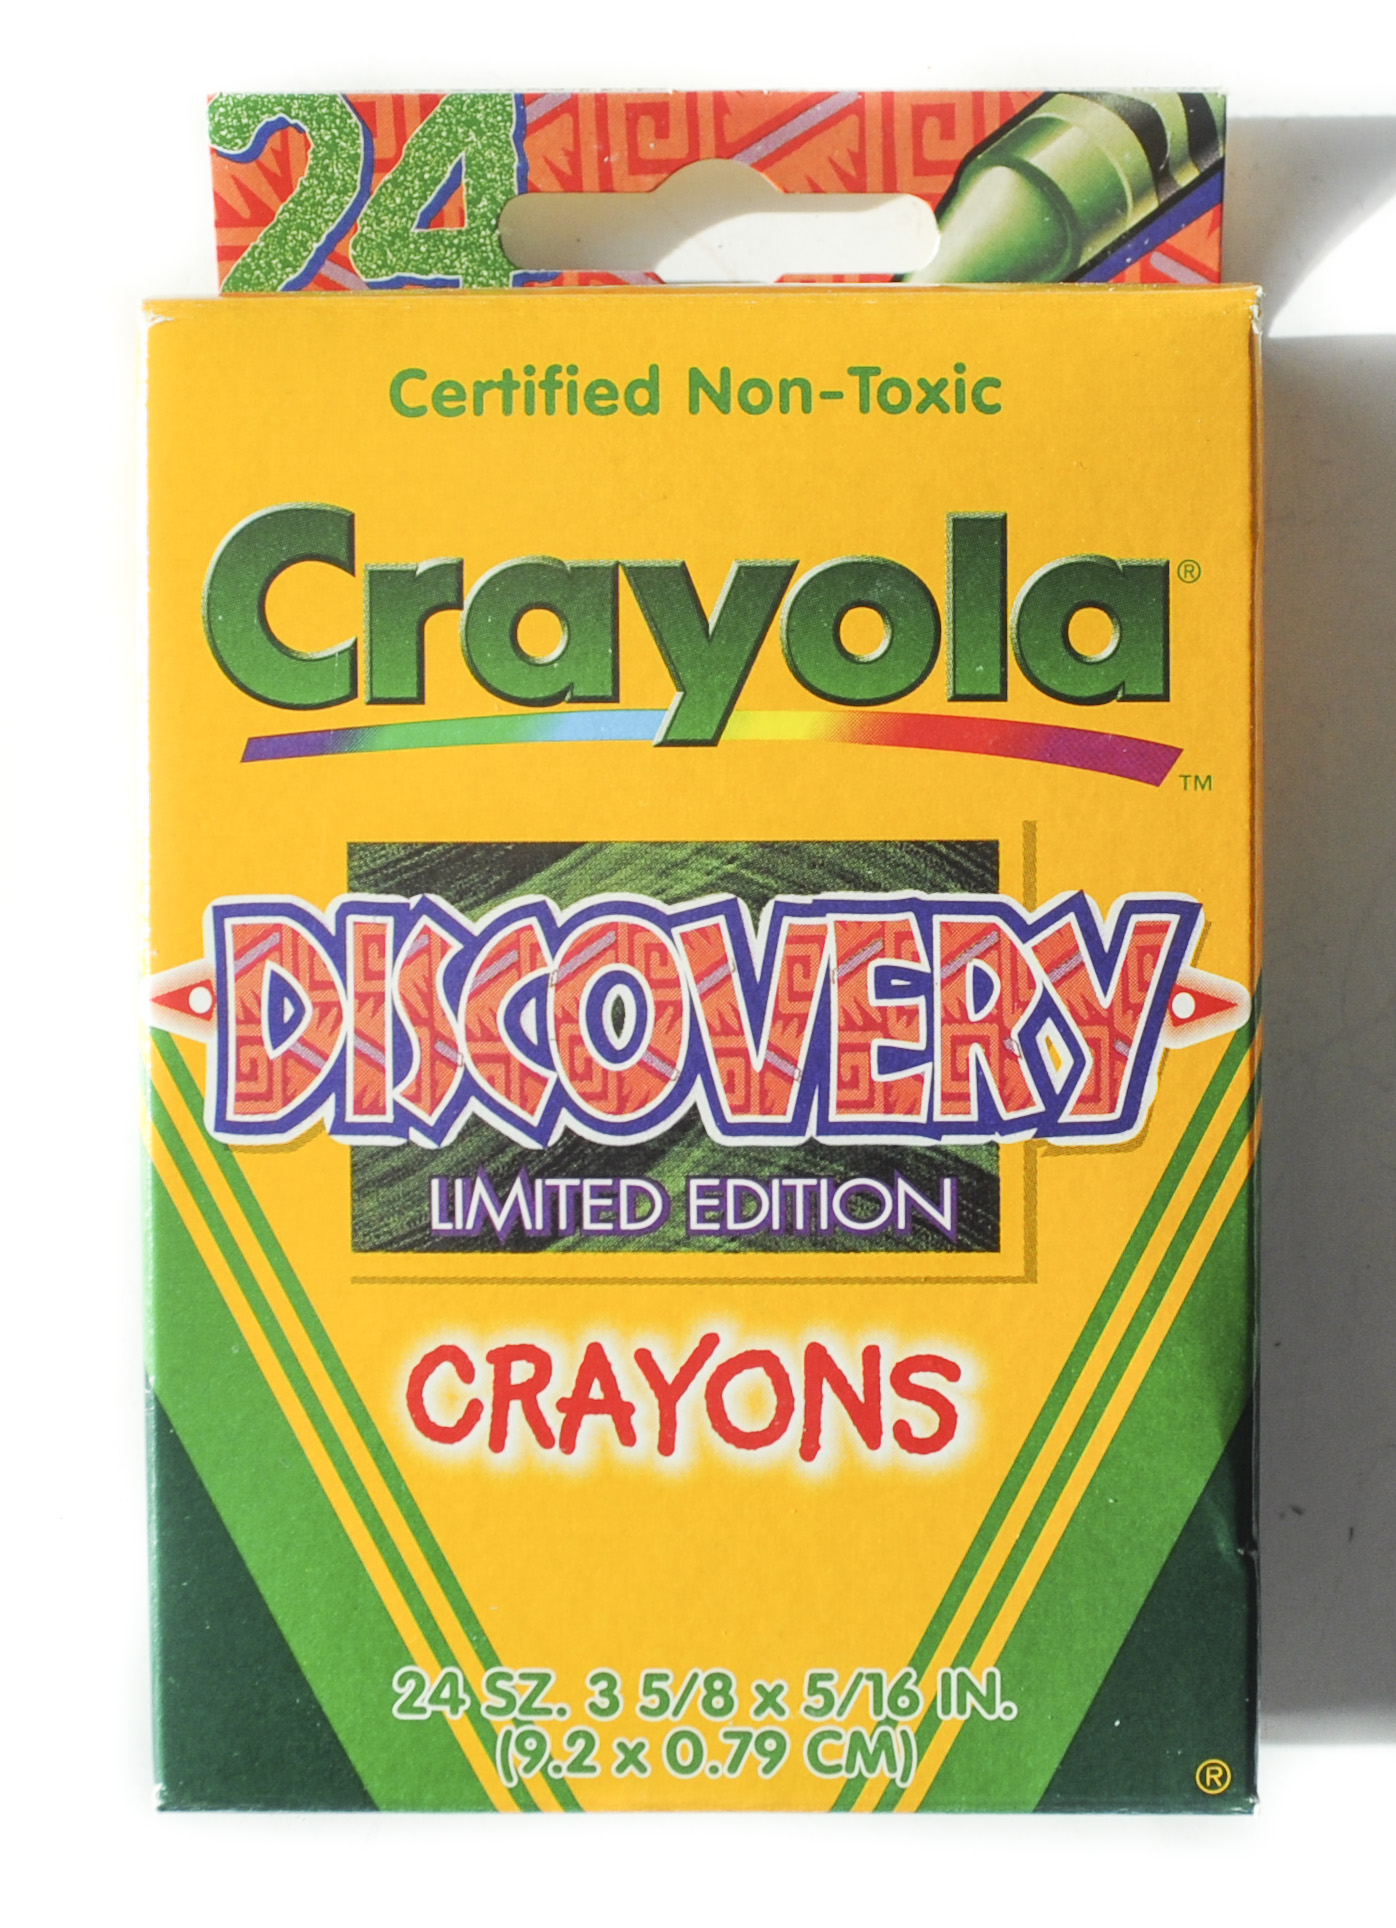 24
Certified Non-Toxic
Crayola®
™
DISCOVERY
LIMITED EDITION
CRAYONS
24 SZ. 3 5/8 x 5/16 IN.
(9.2 x 0.79 CM)
®